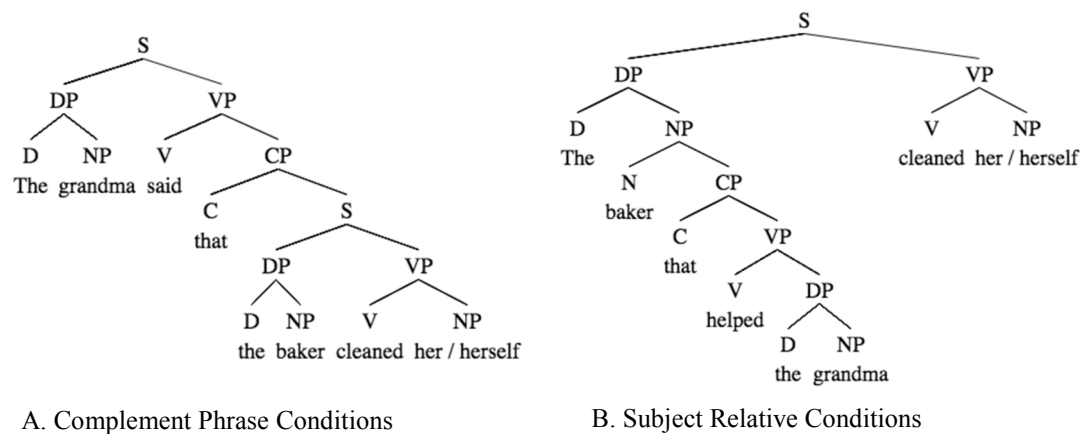 S
DP VP
D NP V CP
The grandma said
C S
that
DP VP
D NP V NP
the baker cleaned her / herself
A. Complement Phrase Conditions
S
DP VP
D NP V NP
The cleaned her / herself
N CP
baker
C VP
that
V DP
helped
D NP
the grandma
B. Subject Relative Conditions